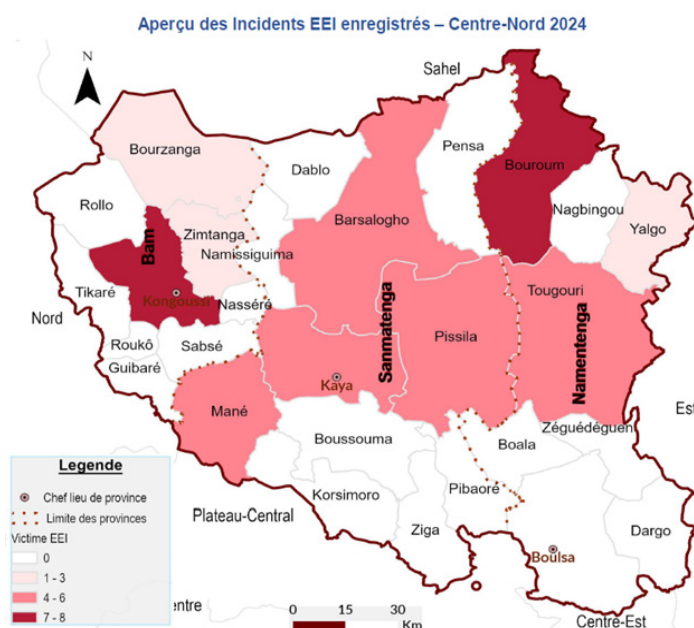 Aperçu des Incidents EEI enregistrés – Centre-Nord 2024
N
Sahel
Bourzanga
Dablo
Pensa
Bouroum
Rollo
Barsalogho
Nagbingou
Yalgo
Zimtanga
Bam
Namissiguima
Tikaré
Kongoussi
Nasséré
Tougouri
Nord
Roukô
Sabsé
Pissila
Sanmatenga
Namentenga
Guibaré
Kaya
Mané
Est
Boussouma
Zéguédéguen
Boala
Legende
Chef lieu de province
Limite des provinces
Victime EEI
0
1 - 3
4 - 6
7 - 8
Korsimoro
Pibaoré
Plateau-Central
Ziga
Dargo
Boulsa
entre
0 15 30
Km
Centre-Est